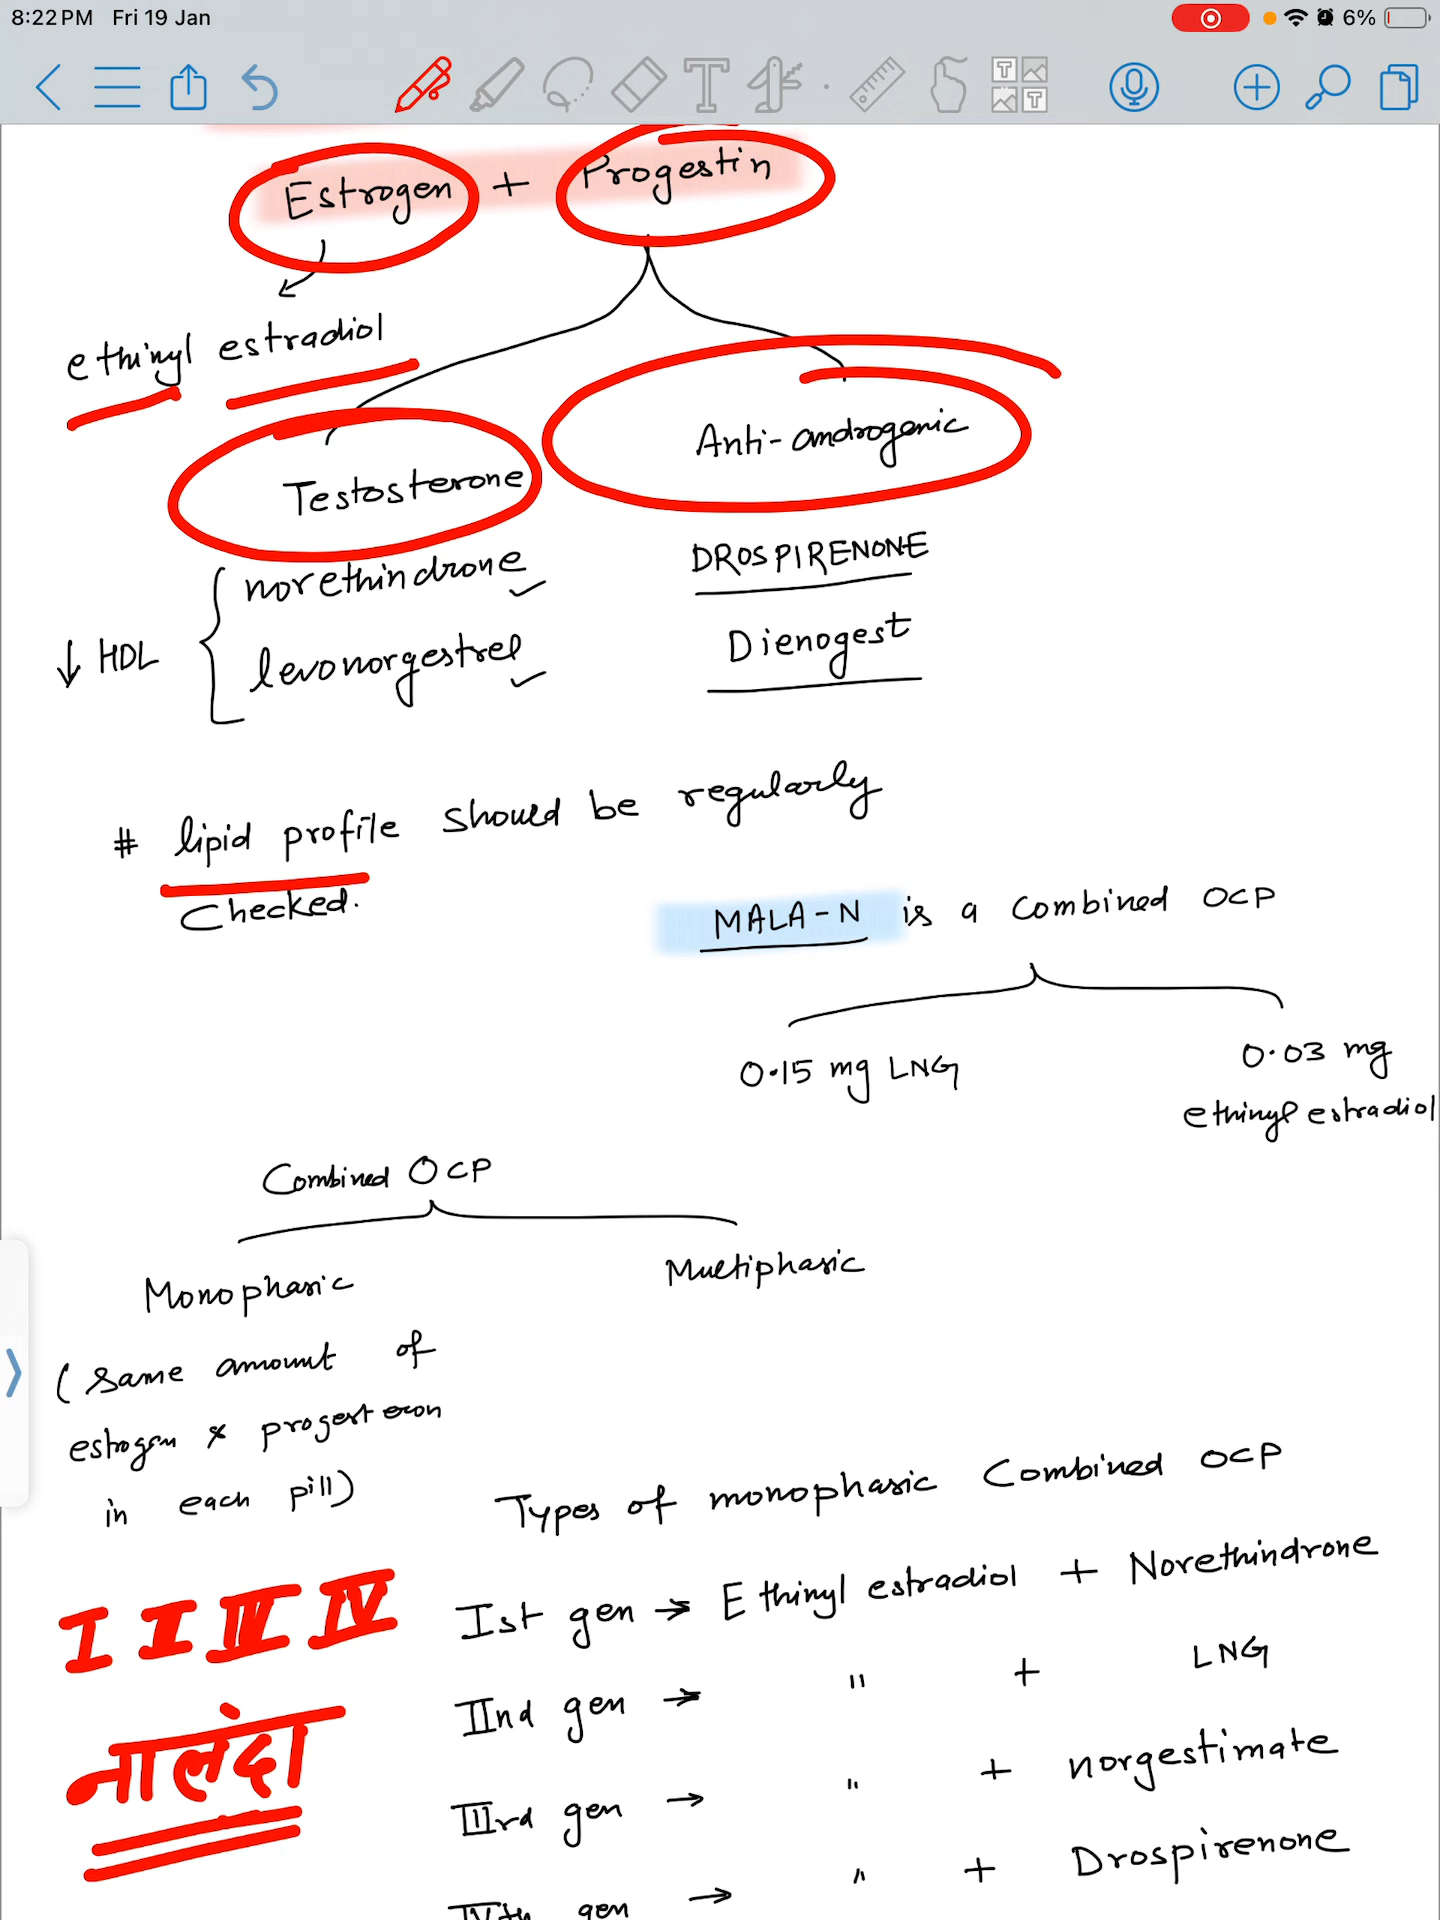 8:22 PM Fri 19 Jan 6%
Estrogen + Progestin
ethinyl estradiol
Testosterone
Anti-androgenic
norethindrone
DROSPIRENONE
↓ HDL
levonorgestrel
Dienogest
# lipid profile should be regularly
Checked.
MALA-N is a Combined OCP
0.15 mg LNG
0.03 mg
ethinyl estradiol
Combined OCP
Monophasic
Multiphasic
(same amount of
estrogen & progesteron
in each pill)
Types of monophasic Combined OCP
Ist gen → Ethinyl estradiol + Norethindrone
IInd gen → " + LNG
IIIrd gen → " + norgestimate
IVth gen → " + Drospirenone
I II III IV
नालंदा